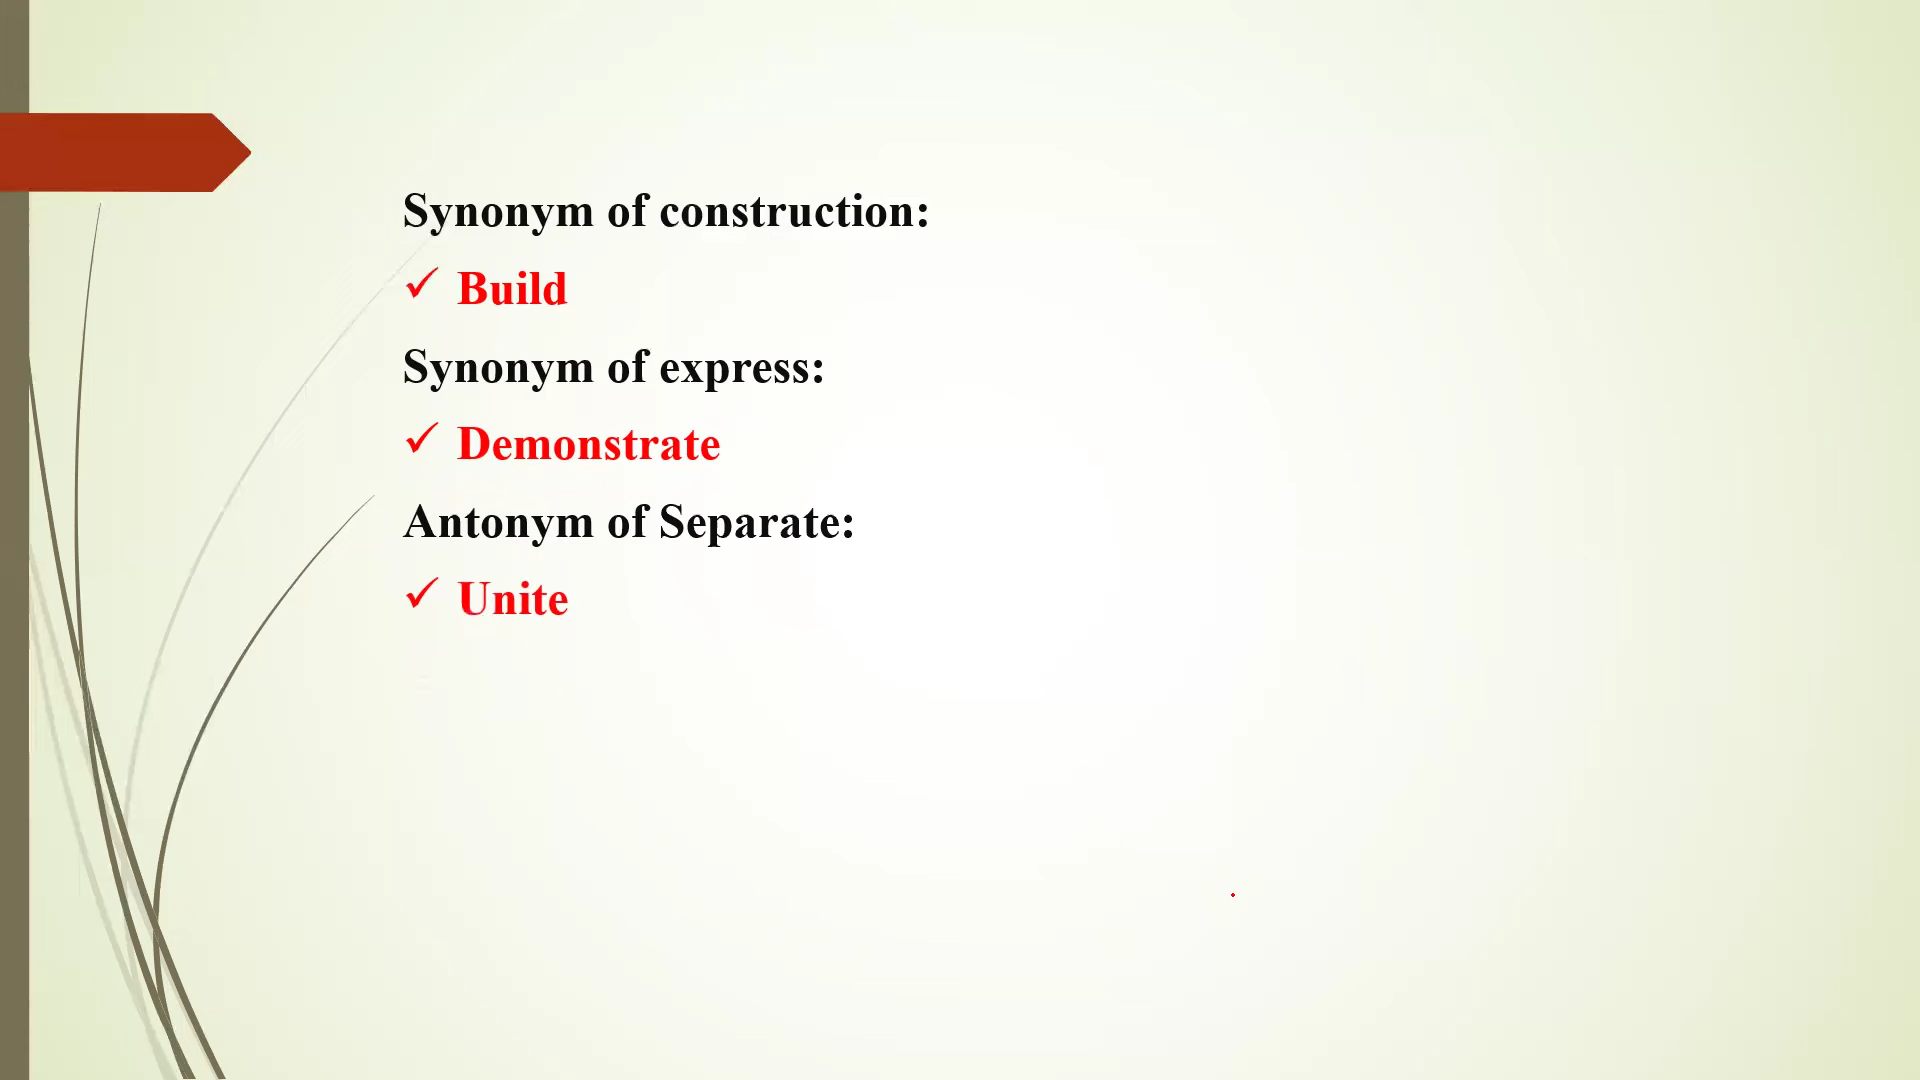 Synonym of construction:
✓ Build
Synonym of express:
✓ Demonstrate
Antonym of Separate:
✓ Unite